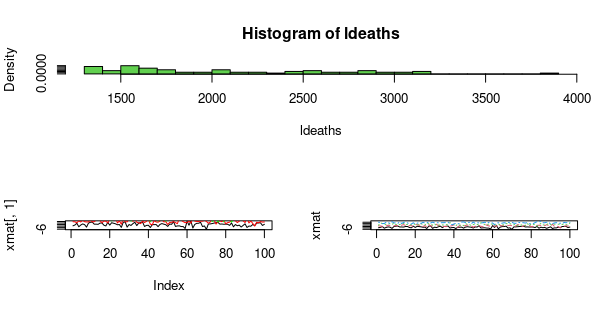 Histogram of ldeaths
Density
0.0000
1500 2000 2500 3000 3500 4000
ldeaths
xmat[, 1]
-6
0 20 40 60 80 100
Index
xmat
-6
0 20 40 60 80 100